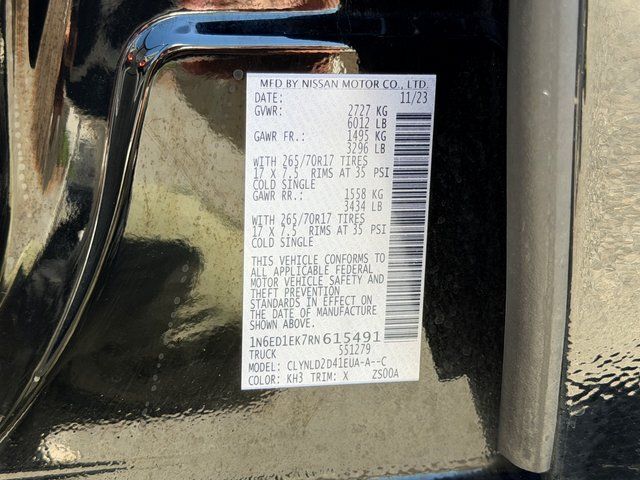 MFD BY NISSAN MOTOR CO., LTD.
DATE: 11/23
GVWR: 2727 KG
6012 LB
GAWR FR.: 1495 KG
3296 LB
WITH 265/70R17 TIRES
17 X 7.5 RIMS AT 35 PSI
COLD SINGLE
GAWR RR.: 1558 KG
3434 LB
WITH 265/70R17 TIRES
17 X 7.5 RIMS AT 35 PSI
COLD SINGLE
THIS VEHICLE CONFORMS TO
ALL APPLICABLE FEDERAL
MOTOR VEHICLE SAFETY AND
THEFT PREVENTION
STANDARDS IN EFFECT ON
THE DATE OF MANUFACTURE
SHOWN ABOVE.
1N6ED1EK7RN615491
TRUCK 551279
MODEL: CLYNLD2D41EUA-A--C
COLOR: KH3 TRIM: X ZS00A